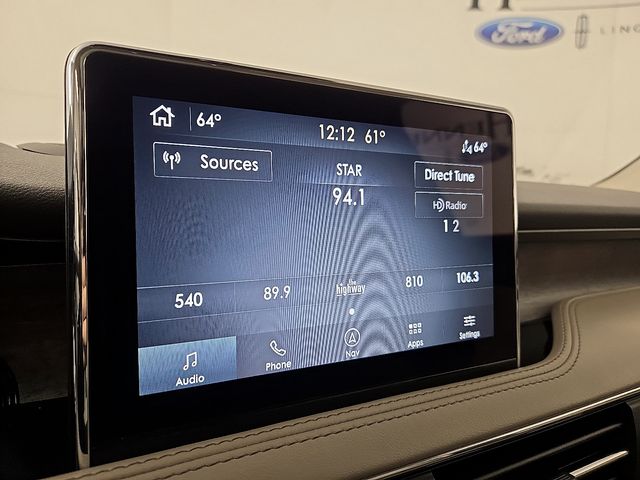 Ford LINC
64° 12:12 61° 64°
Sources STAR Direct Tune
94.1 HD Radio
1 2
540 89.9 the highway 810 106.3
Audio Phone Nav Apps Settings